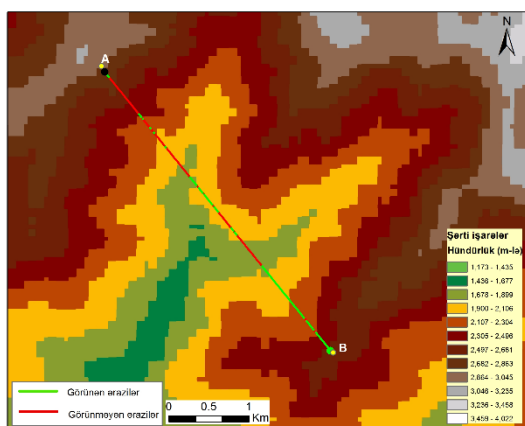 A
N
B
Şərti işarələr
Hündürlük (m-lə)
1,173 - 1,435
1,436 - 1,677
1,678 - 1,899
1,900 - 2,106
2,107 - 2,304
2,305 - 2,496
2,497 - 2,681
2,682 - 2,863
2,864 - 3,045
3,046 - 3,235
3,236 - 3,458
3,459 - 4,022
Görünən ərazilər
Görünməyən ərazilər
0 0.5 1
Km